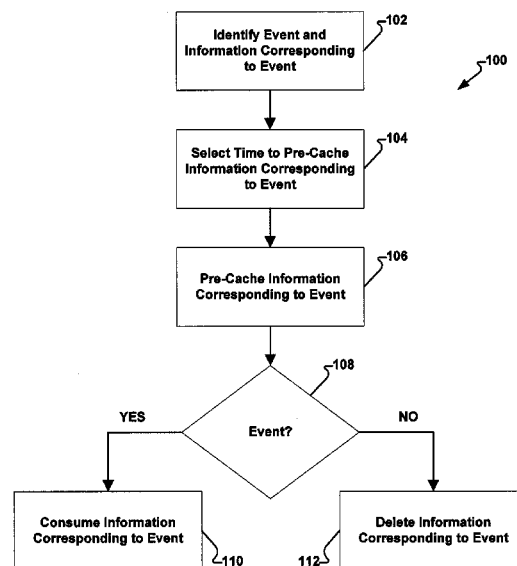 Identify Event and
Information Corresponding
to Event
102
100
Select Time to Pre-Cache
Information Corresponding
to Event
104
Pre-Cache Information
Corresponding to Event
106
108
Event?
YES
NO
Consume Information
Corresponding to Event
110
Delete Information
Corresponding to Event
112